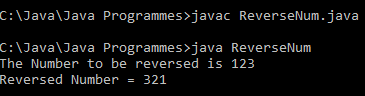 C:\Java\Java Programmes>javac ReverseNum.java
C:\Java\Java Programmes>java ReverseNum
The Number to be reversed is 123
Reversed Number = 321